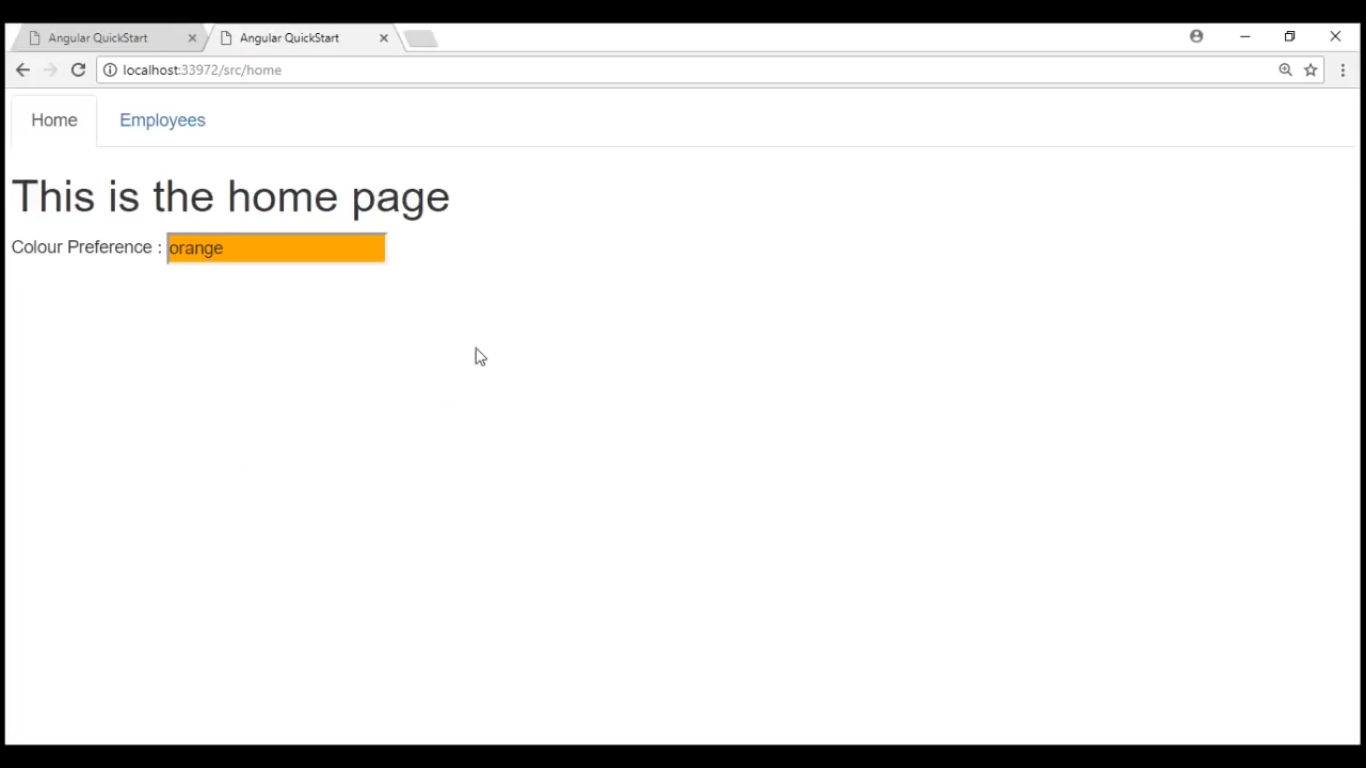 Angular QuickStart Angular QuickStart
localhost:33972/src/home
Home Employees
This is the home page
Colour Preference : orange